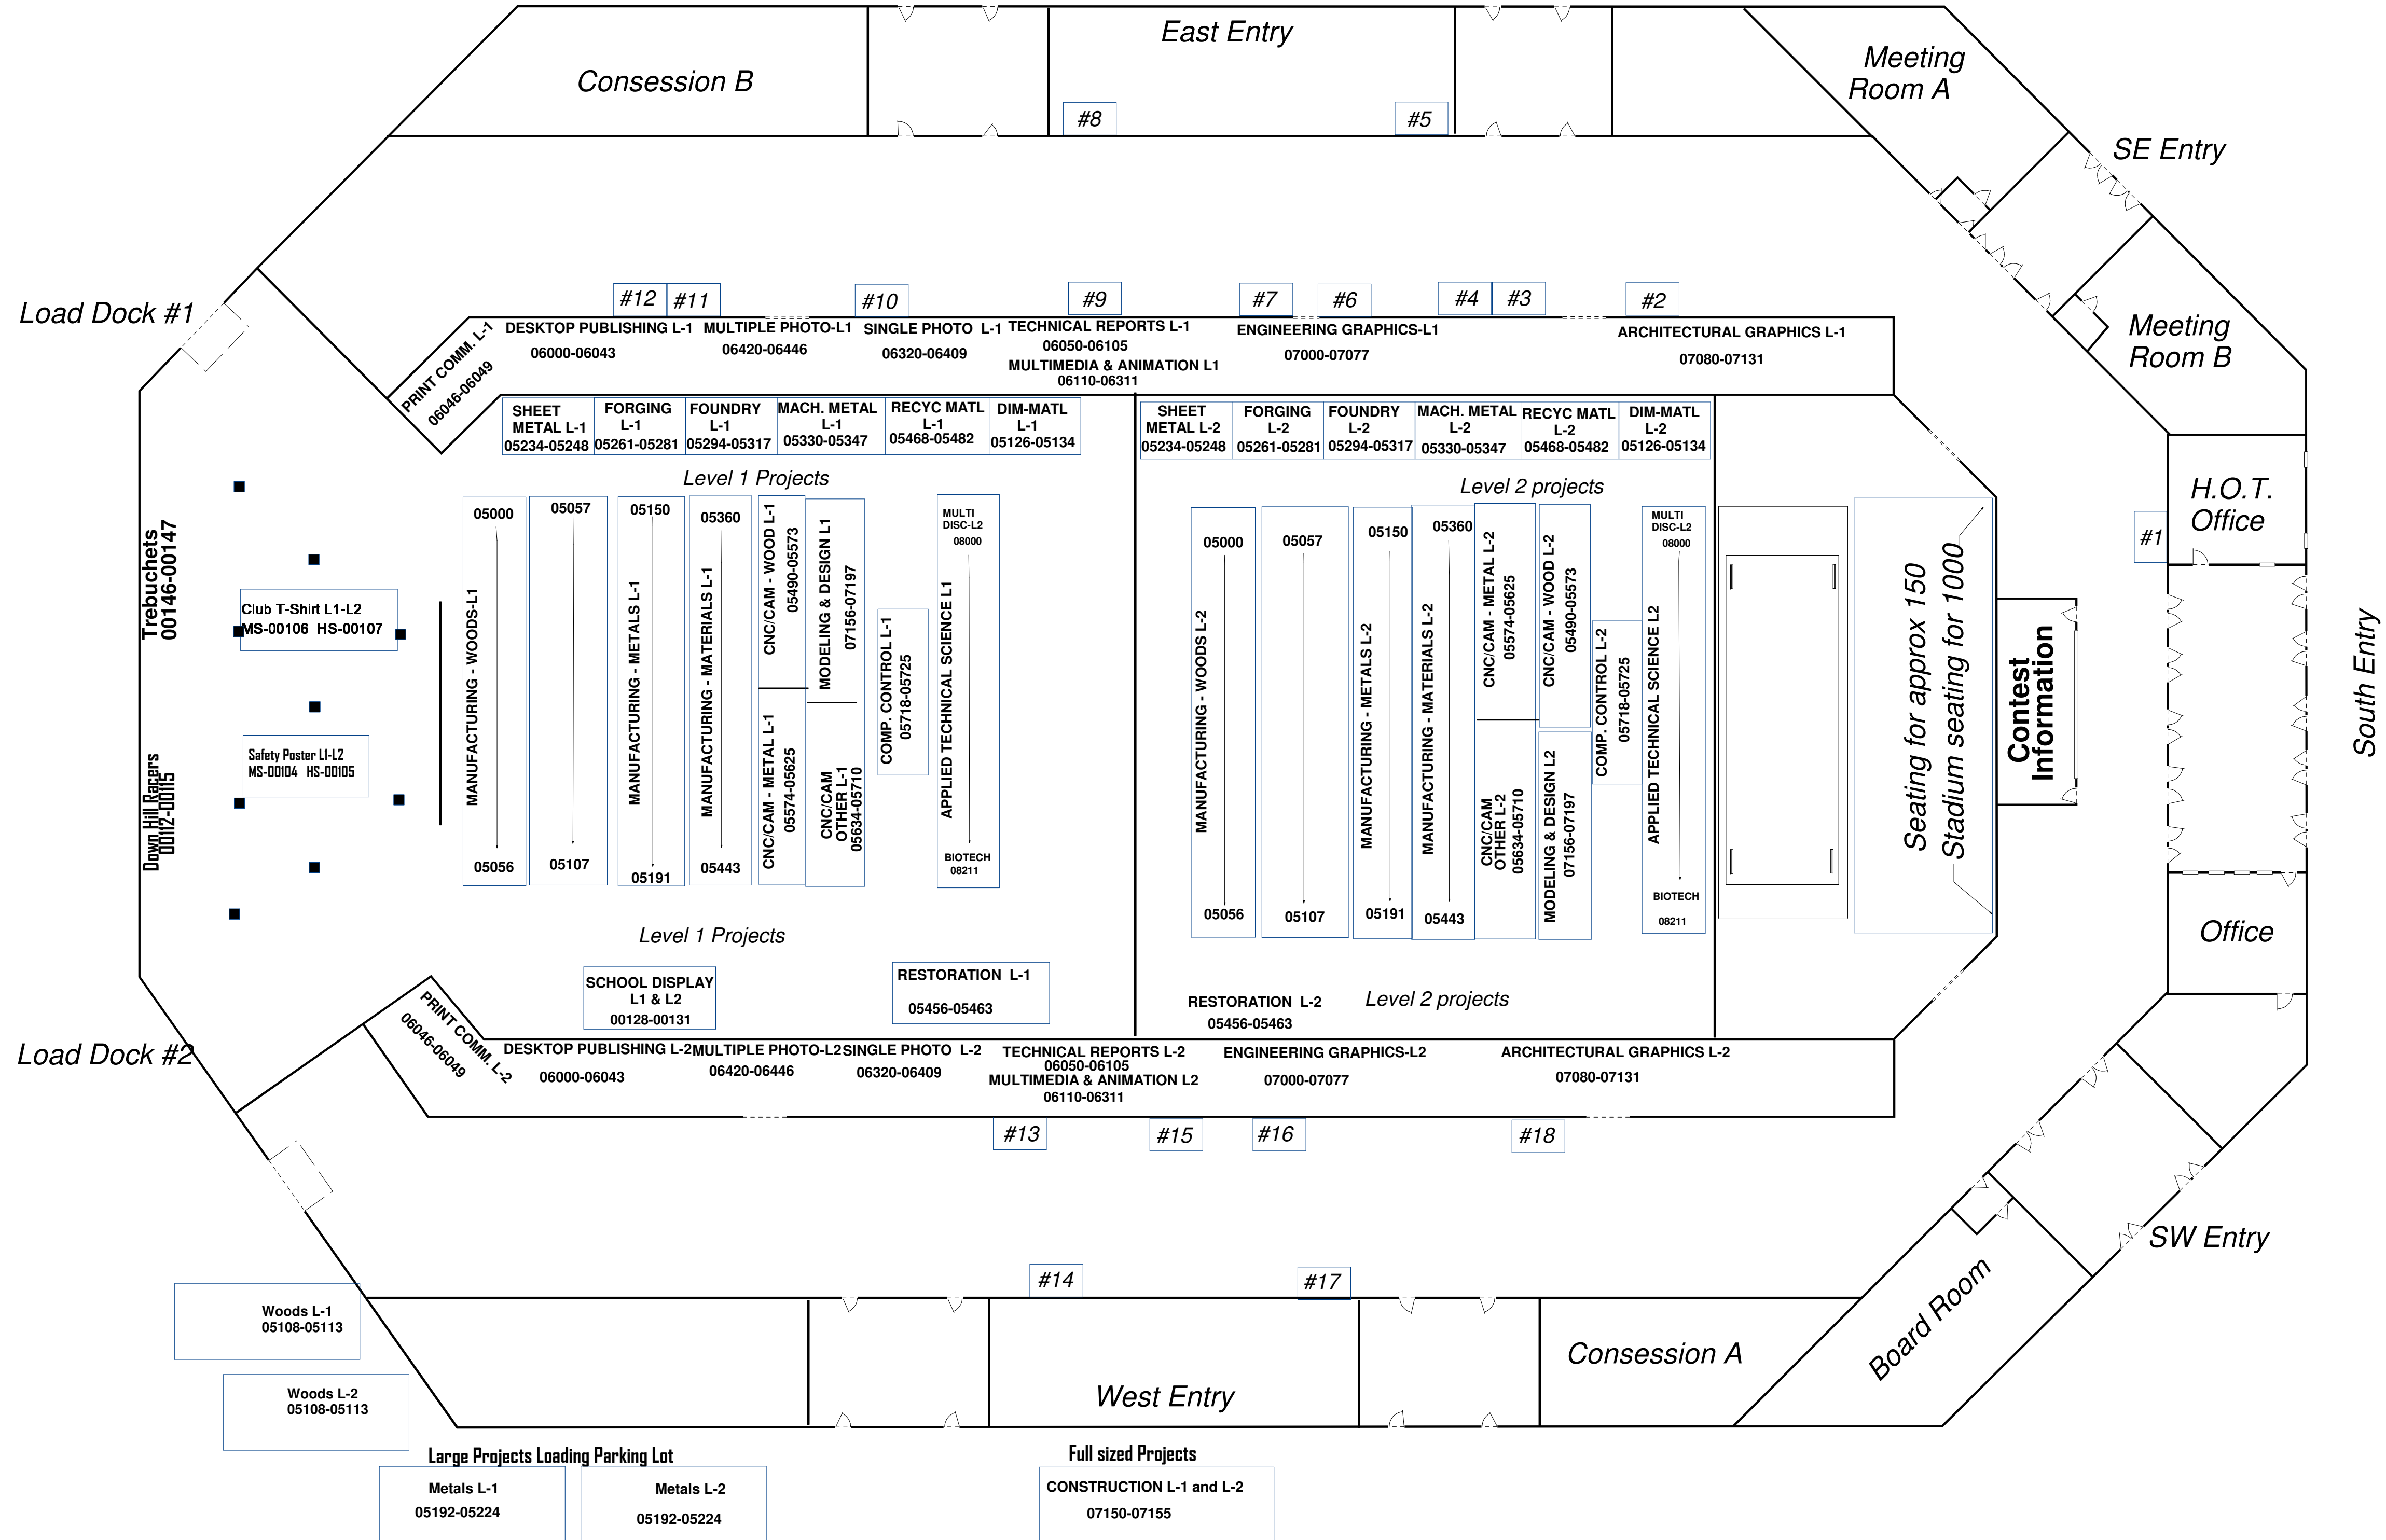 East Entry
Consession B
Meeting
Room A
#8
#5
SE Entry
Load Dock #1
#12
#11
#10
#9
#7
#6
#4
#3
#2
Meeting
Room B
PRINT COMM. L-1
06046-06049
DESKTOP PUBLISHING L-1
06000-06043
MULTIPLE PHOTO-L1
06420-06446
SINGLE PHOTO L-1
06320-06409
TECHNICAL REPORTS L-1
06050-06105
MULTIMEDIA & ANIMATION L1
06110-06311
ENGINEERING GRAPHICS-L1
07000-07077
ARCHITECTURAL GRAPHICS L-1
07080-07131
SHEET
METAL L-1
05234-05248
FORGING
L-1
05261-05281
FOUNDRY
L-1
05294-05317
MACH. METAL
L-1
05330-05347
RECYC MATL
L-1
05468-05482
DIM-MATL
L-1
05126-05134
SHEET
METAL L-2
05234-05248
FORGING
L-2
05261-05281
FOUNDRY
L-2
05294-05317
MACH. METAL
L-2
05330-05347
RECYC MATL
L-2
05468-05482
DIM-MATL
L-2
05126-05134
Level 1 Projects
Level 2 projects
H.O.T.
Office
#1
Trebuchets
00146-00147
Club T-Shirt L1-L2
MS-00106 HS-00107
Safety Poster L1-L2
MS-00104 HS-00105
Down Hill Racers
00112-00115
05000
MANUFACTURING - WOODS-L1
05056
05057
05107
05150
MANUFACTURING - METALS L-1
05191
05360
MANUFACTURING - MATERIALS L-1
05443
CNC/CAM - WOOD L-1
05490-05573
CNC/CAM - METAL L-1
05574-05625
MODELING & DESIGN L1
07156-07197
CNC/CAM
OTHER L-1
05634-05710
COMP. CONTROL L-1
05718-05725
MULTI
DISC-L2
08000
APPLIED TECHNICAL SCIENCE L1
BIOTECH
08211
05000
MANUFACTURING - WOODS L-2
05056
05057
05107
05150
MANUFACTURING - METALS L-2
05191
05360
MANUFACTURING - MATERIALS L-2
05443
CNC/CAM - METAL L-2
05574-05625
CNC/CAM
OTHER L-2
05634-05710
CNC/CAM - WOOD L-2
05490-05573
MODELING & DESIGN L2
07156-07197
COMP. CONTROL L-2
05718-05725
MULTI
DISC-L2
08000
APPLIED TECHNICAL SCIENCE L2
BIOTECH
08211
Seating for approx 150
Stadium seating for 1000
Contest
Information
South Entry
Office
Level 1 Projects
SCHOOL DISPLAY
L1 & L2
00128-00131
RESTORATION L-1
05456-05463
RESTORATION L-2
05456-05463
Level 2 projects
Load Dock #2
PRINT COMM. L-2
06046-06049
DESKTOP PUBLISHING L-2
06000-06043
MULTIPLE PHOTO-L2
06420-06446
SINGLE PHOTO L-2
06320-06409
TECHNICAL REPORTS L-2
06050-06105
MULTIMEDIA & ANIMATION L2
06110-06311
ENGINEERING GRAPHICS-L2
07000-07077
ARCHITECTURAL GRAPHICS L-2
07080-07131
#13
#15
#16
#18
SW Entry
#14
#17
Woods L-1
05108-05113
Woods L-2
05108-05113
West Entry
Consession A
Board Room
Large Projects Loading Parking Lot
Metals L-1
05192-05224
Metals L-2
05192-05224
Full sized Projects
CONSTRUCTION L-1 and L-2
07150-07155